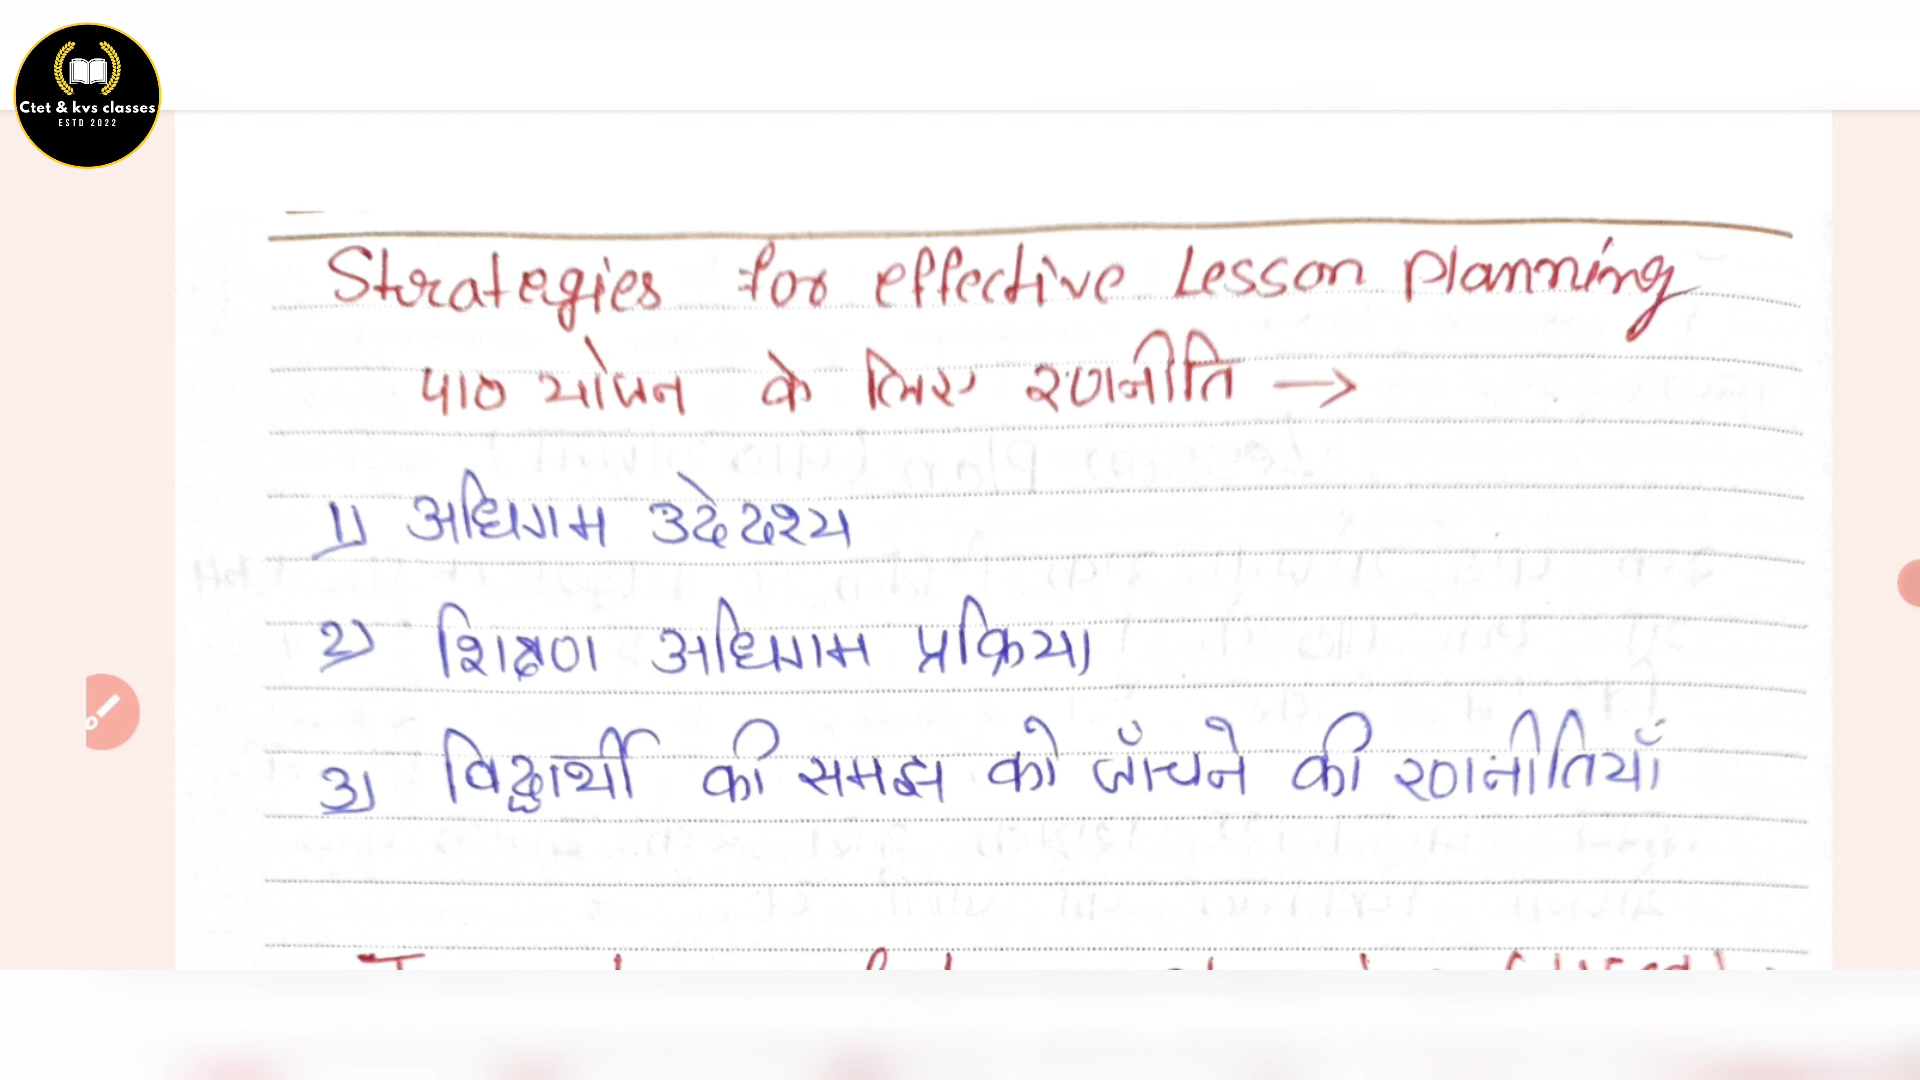 Ctet & kvs classes
ESTD 2022
Strategies for effective Lesson Planning
पाठ योजन के लिए रणनीति →
1) अधिगम उदेदश्य
2) शिक्षण अधिगम प्रक्रिया
3) विद्यार्थी की समझ को जाँचने की रणनीतियाँ